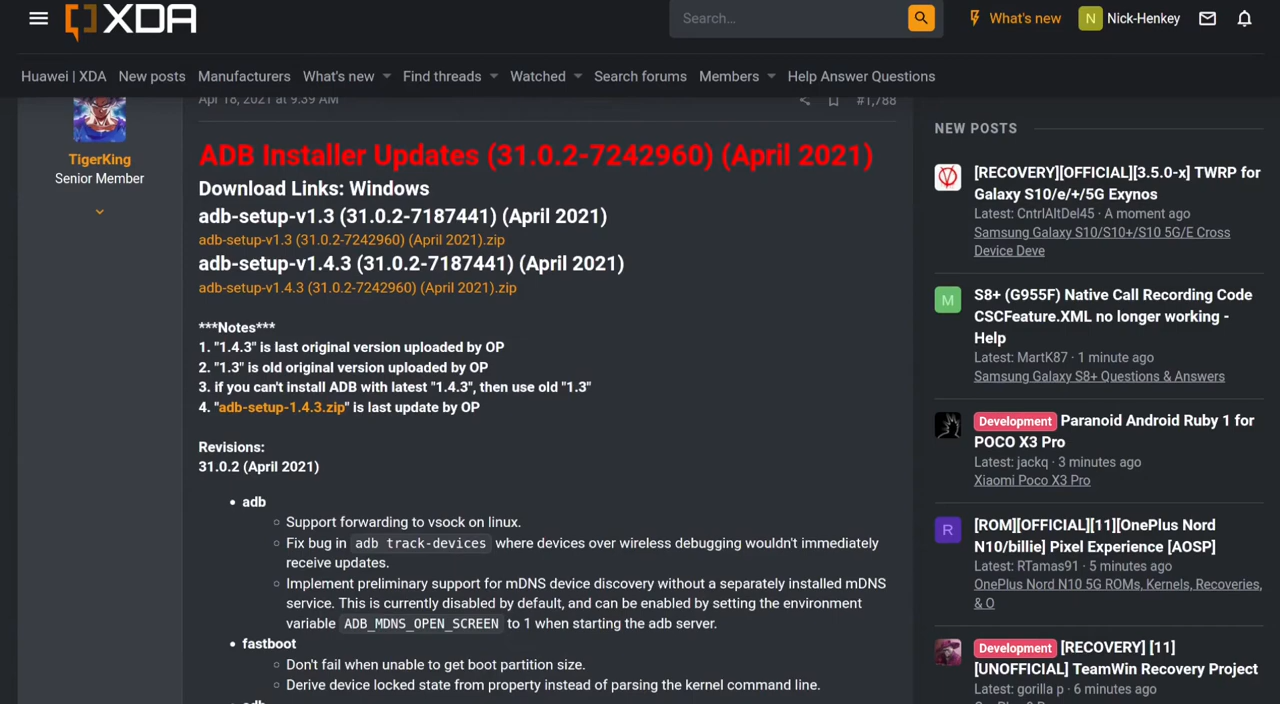 XDA
Search...
What's new
N
Nick-Henkey
Huawei | XDA
New posts
Manufacturers
What's new
Find threads
Watched
Search forums
Members
Help Answer Questions
Apr 18, 2021 at 9:39 AM
#1,788
TigerKing
Senior Member
ADB Installer Updates (31.0.2-7242960) (April 2021)
Download Links: Windows
adb-setup-v1.3 (31.0.2-7187441) (April 2021)
adb-setup-v1.3 (31.0.2-7242960) (April 2021).zip
adb-setup-v1.4.3 (31.0.2-7187441) (April 2021)
adb-setup-v1.4.3 (31.0.2-7242960) (April 2021).zip
***Notes***
1. "1.4.3" is last original version uploaded by OP
2. "1.3" is old original version uploaded by OP
3. if you can't install ADB with latest "1.4.3", then use old "1.3"
4. "adb-setup-1.4.3.zip" is last update by OP
Revisions:
31.0.2 (April 2021)
• adb
○ Support forwarding to vsock on linux.
○ Fix bug in adb track-devices where devices over wireless debugging wouldn't immediately
receive updates.
○ Implement preliminary support for mDNS device discovery without a separately installed mDNS
service. This is currently disabled by default, and can be enabled by setting the environment
variable ADB_MDNS_OPEN_SCREEN to 1 when starting the adb server.
• fastboot
○ Don't fail when unable to get boot partition size.
○ Derive device locked state from property instead of parsing the kernel command line.
adb
NEW POSTS
[RECOVERY][OFFICIAL][3.5.0-x] TWRP for
Galaxy S10/e/+/5G Exynos
Latest: CntrlAltDel45 · A moment ago
Samsung Galaxy S10/S10+/S10 5G/E Cross
Device Deve
M
S8+ (G955F) Native Call Recording Code
CSCFeature.XML no longer working -
Help
Latest: MartK87 · 1 minute ago
Samsung Galaxy S8+ Questions & Answers
Development Paranoid Android Ruby 1 for
POCO X3 Pro
Latest: jackq · 3 minutes ago
Xiaomi Poco X3 Pro
R
[ROM][OFFICIAL][11][OnePlus Nord
N10/billie] Pixel Experience [AOSP]
Latest: RTamas91 · 5 minutes ago
OnePlus Nord N10 5G ROMs, Kernels, Recoveries,
& O
Development [RECOVERY] [11]
[UNOFFICIAL] TeamWin Recovery Project
Latest: gorilla p · 6 minutes ago